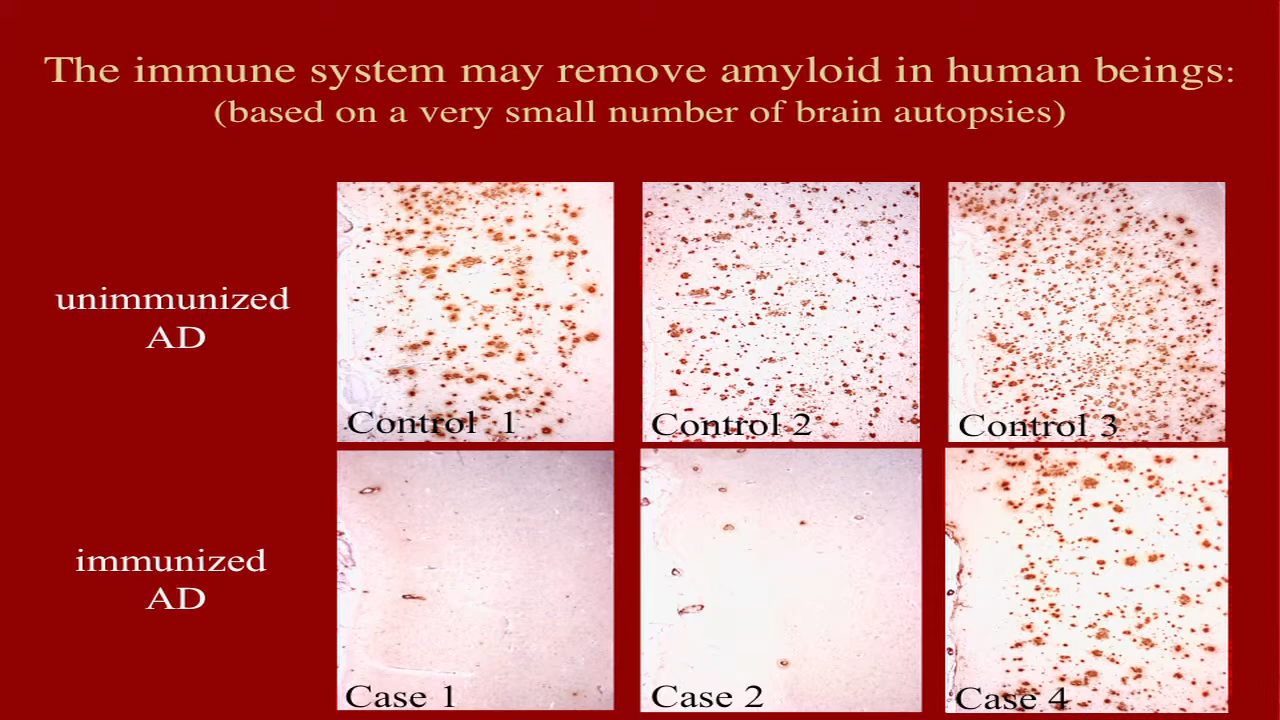 The immune system may remove amyloid in human beings:
(based on a very small number of brain autopsies)
unimmunized
AD
Control 1
Control 2
Control 3
immunized
AD
Case 1
Case 2
Case 4